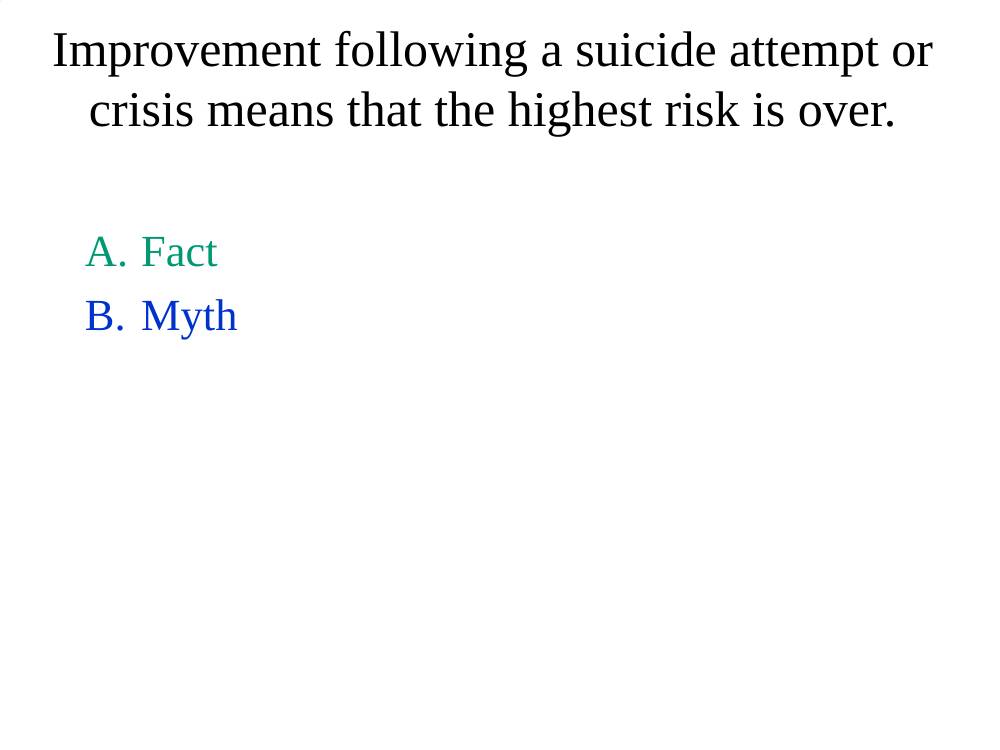 Improvement following a suicide attempt or
crisis means that the highest risk is over.
A. Fact
B. Myth